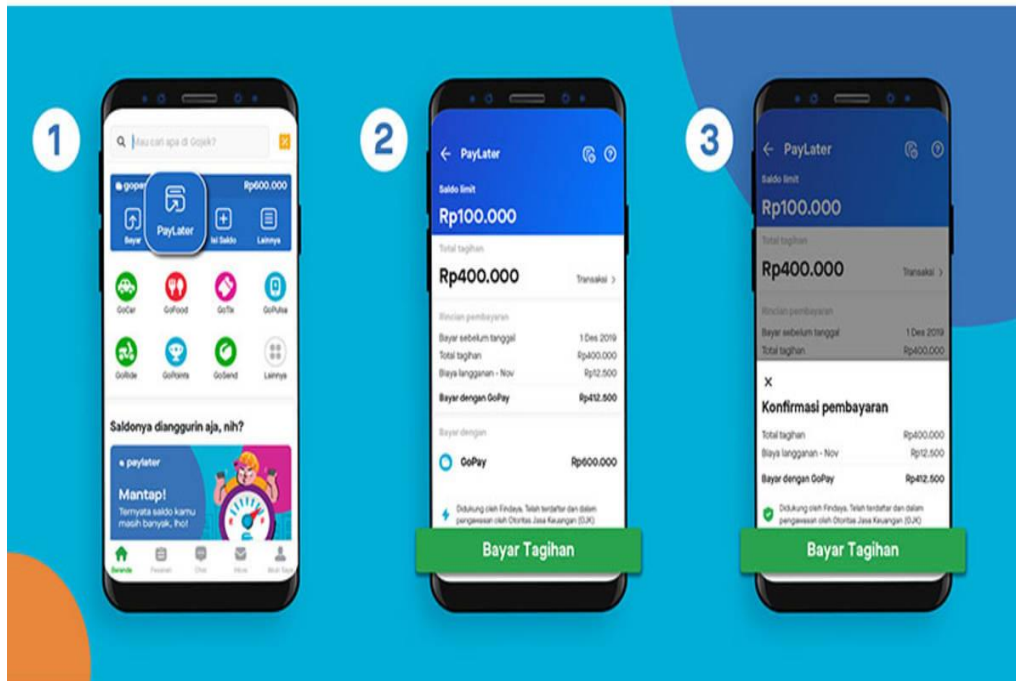 1
Mau cari apa di Gojek?
gopay
Rp600.000
Bayar
PayLater
Isi Saldo
Lainnya
GoCar
GoFood
GoTix
GoPulsa
GoRide
GoPoints
GoSend
Lainnya
Saldonya dianggurin aja, nih?
paylater
Mantap!
Ternyata saldo kamu
masih banyak, lho!
Beranda
Pesanan
Chat
Inbox
Akun Saya
2
PayLater
Saldo limit
Rp100.000
Total tagihan
Rp400.000
Transaksi >
Rincian pembayaran
Bayar sebelum tanggal 1 Des 2019
Total tagihan Rp400.000
Biaya langganan - Nov Rp12.500
Bayar dengan GoPay Rp412.500
Bayar dengan
GoPay Rp600.000
Didukung oleh Findaya. Telah terdaftar dan dalam
pengawasan oleh Otoritas Jasa Keuangan (OJK)
Bayar Tagihan
3
PayLater
Saldo limit
Rp100.000
Total tagihan
Rp400.000
Transaksi >
Rincian pembayaran
Bayar sebelum tanggal 1 Des 2019
Total tagihan Rp400.000
Konfirmasi pembayaran
Total tagihan Rp400.000
Biaya langganan - Nov Rp12.500
Bayar dengan GoPay Rp412.500
Didukung oleh Findaya. Telah terdaftar dan dalam
pengawasan oleh Otoritas Jasa Keuangan (OJK)
Bayar Tagihan